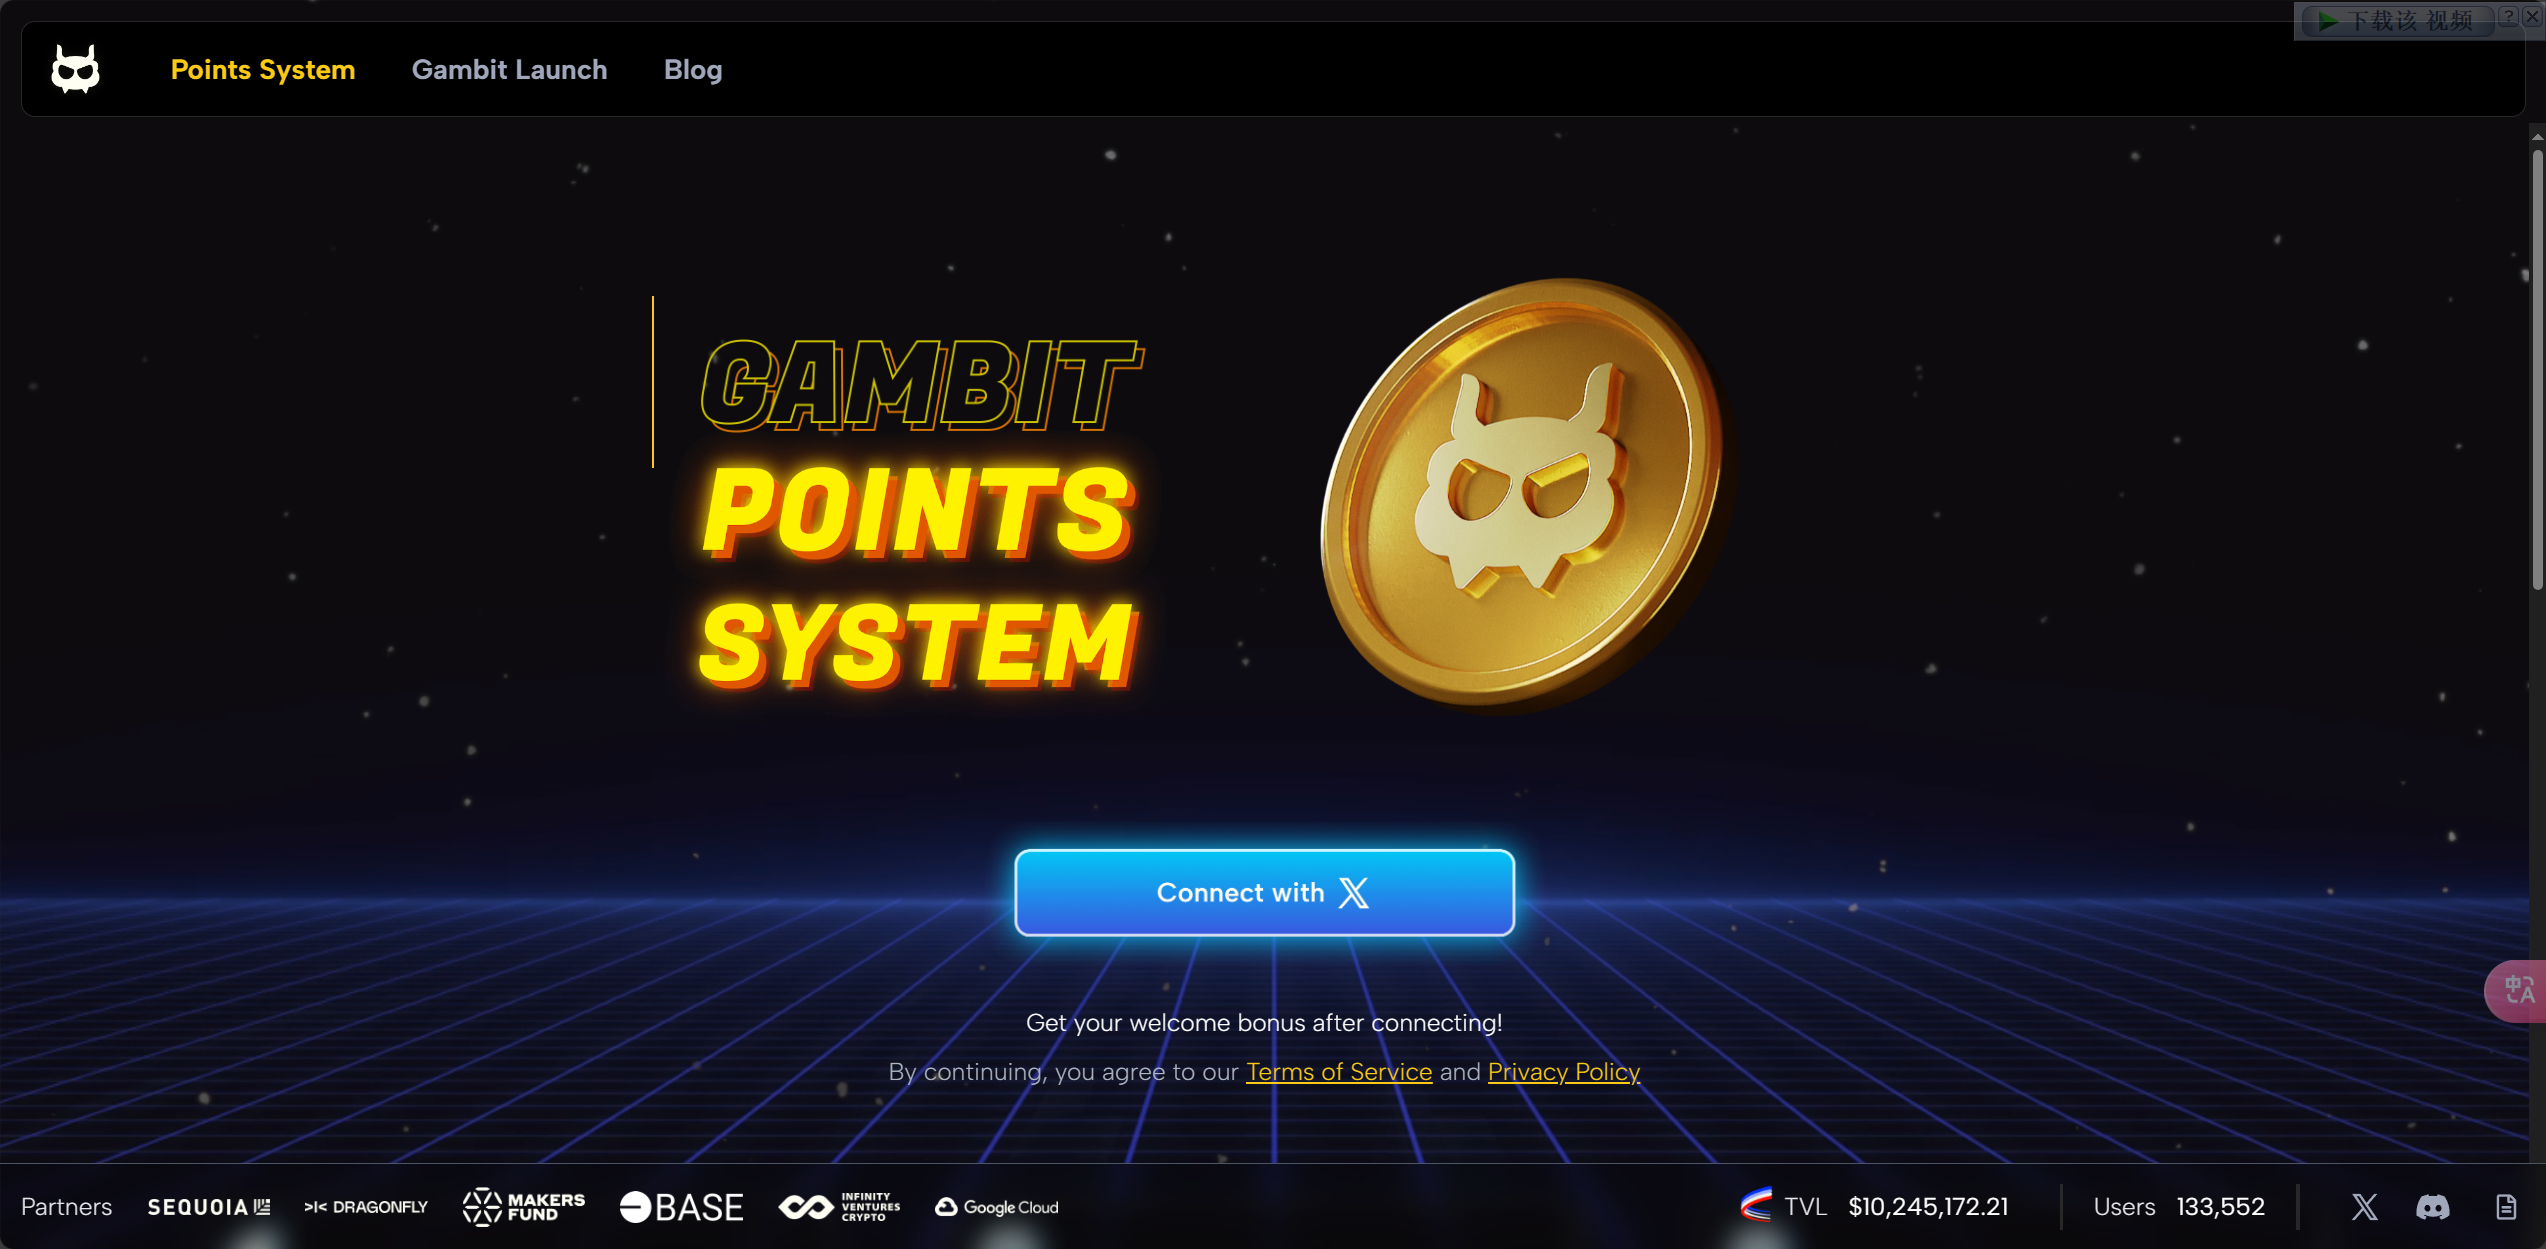 下载该 视频
?
Points System
Gambit Launch
Blog
GAMBIT
POINTS
SYSTEM
Connect with X
Get your welcome bonus after connecting!
By continuing, you agree to our Terms of Service and Privacy Policy
中A
Partners
SEQUOIA
DRAGONFLY
MAKERS FUND
BASE
INFINITY VENTURES CRYPTO
Google Cloud
TVL $10,245,172.21
Users 133,552